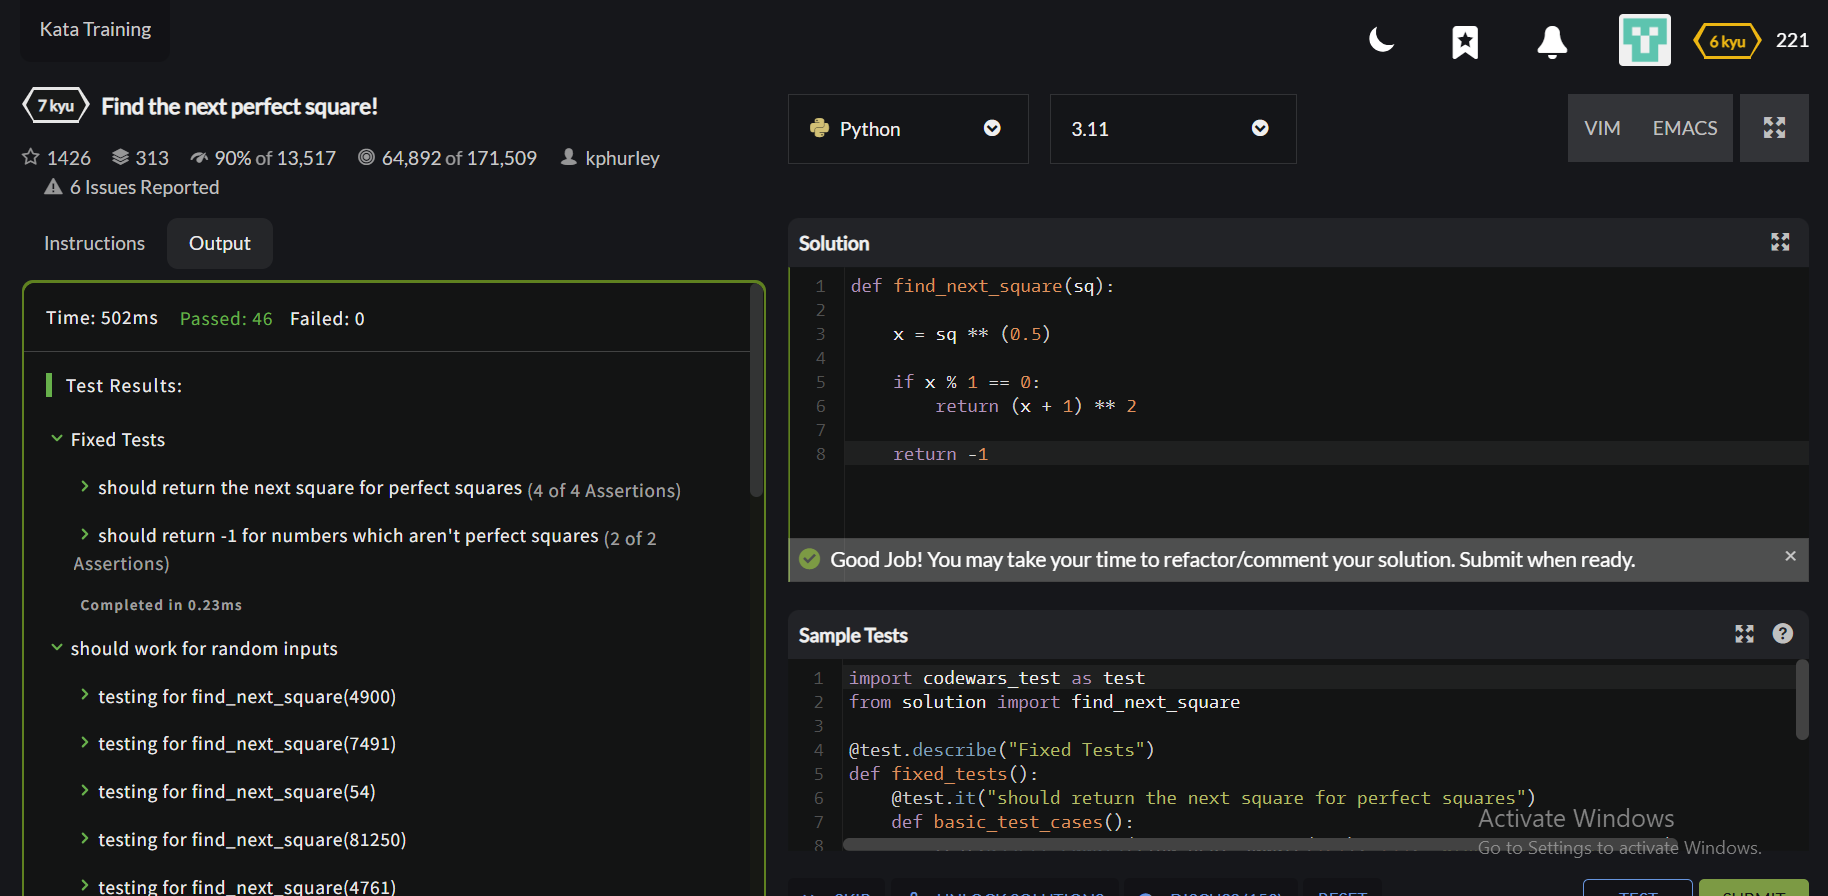 Kata Training
6 kyu 221
7 kyu Find the next perfect square!
1426 313 90% of 13,517 64,892 of 171,509 kphurley
6 Issues Reported
Python 3.11 VIM EMACS
Instructions Output
Time: 502ms Passed: 46 Failed: 0
Test Results:
Fixed Tests
should return the next square for perfect squares (4 of 4 Assertions)
should return -1 for numbers which aren't perfect squares (2 of 2
Assertions)
Completed in 0.23ms
should work for random inputs
testing for find_next_square(4900)
testing for find_next_square(7491)
testing for find_next_square(54)
testing for find_next_square(81250)
testing for find_next_square(4761)
Solution
1 def find_next_square(sq):
2
3 x = sq ** (0.5)
4
5 if x % 1 == 0:
6 return (x + 1) ** 2
7
8 return -1
Good Job! You may take your time to refactor/comment your solution. Submit when ready.
Sample Tests
1 import codewars_test as test
2 from solution import find_next_square
3
4 @test.describe("Fixed Tests")
5 def fixed_tests():
6 @test.it("should return the next square for perfect squares")
7 def basic_test_cases():
8
Activate Windows
Go to Settings to activate Windows.
SKIP UNLOCK SOLUTIONS DISCUSS RESET TEST SUBMIT